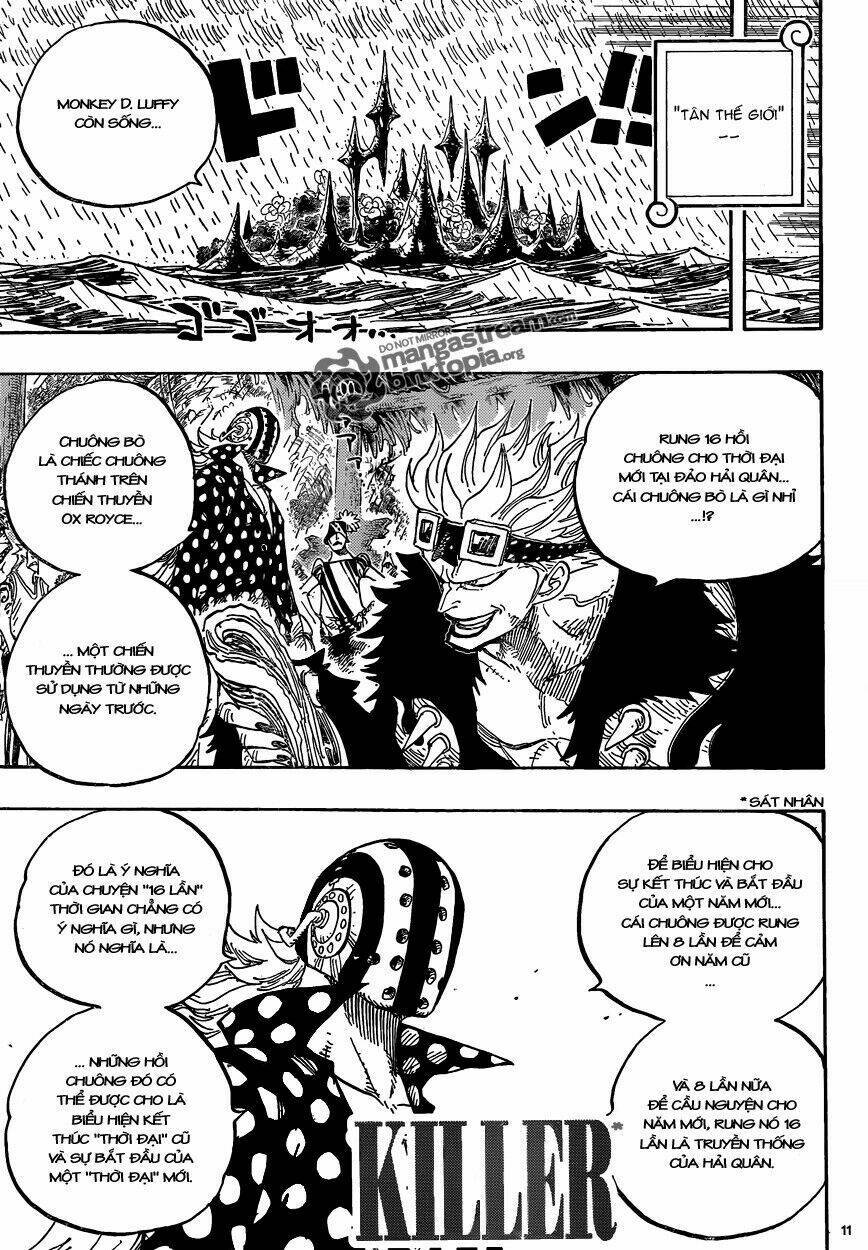 "TÂN THẾ GIỚI"
--
ドン!!
MONKEY D. LUFFY
CÒN SỐNG...
ゴゴゴオオ...
DO NOT MIRROR
mangastream.com
binktopia.org
RUNG 16 HỒI
CHUÔNG CHO THỜI ĐẠI
MỚI TẠI ĐẢO HẢI QUÂN...
CÁI CHUÔNG BÒ LÀ GÌ NHỈ
...!?
CHUÔNG BÒ
LÀ CHIẾC CHUÔNG
THÁNH TRÊN
CHIẾN THUYỀN
OX ROYCE...
... MỘT CHIẾN
THUYỀN THƯỜNG ĐƯỢC
SỬ DỤNG TỪ NHỮNG
NGÀY TRƯỚC.
* SÁT NHÂN
ĐỂ BIỂU HIỆN CHO
SỰ KẾT THÚC VÀ BẮT ĐẦU
CỦA MỘT NĂM MỚI...
CÁI CHUÔNG ĐƯỢC RUNG
LÊN 8 LẦN ĐỂ CẢM
ƠN NĂM CŨ
...
VÀ 8 LẦN NỮA
ĐỂ CẦU NGUYỆN CHO
NĂM MỚI, RUNG NÓ 16
LẦN LÀ TRUYỀN THỐNG
CỦA HẢI QUÂN.
ĐÓ LÀ Ý NGHĨA
CỦA CHUYỆN "16 LẦN"
THỜI GIAN CHẲNG CÓ
Ý NGHĨA GÌ, NHƯNG
NÓ NGHĨA LÀ...
... NHỮNG HỒI
CHUÔNG ĐÓ CÓ
THỂ ĐƯỢC CHO LÀ
BIỂU HIỆN KẾT
THÚC "THỜI ĐẠI" CŨ
VÀ SỰ BẮT ĐẦU CỦA
MỘT "THỜI ĐẠI" MỚI.
KILLER*
11